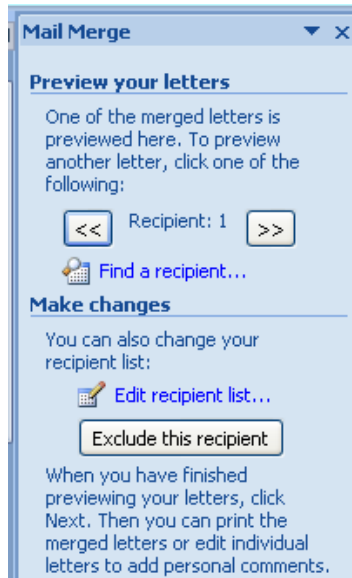 Mail Merge
Preview your letters
One of the merged letters is
previewed here. To preview
another letter, click one of the
following:
<< Recipient: 1 >>
Find a recipient...
Make changes
You can also change your
recipient list:
Edit recipient list...
Exclude this recipient
When you have finished
previewing your letters, click
Next. Then you can print the
merged letters or edit individual
letters to add personal comments.